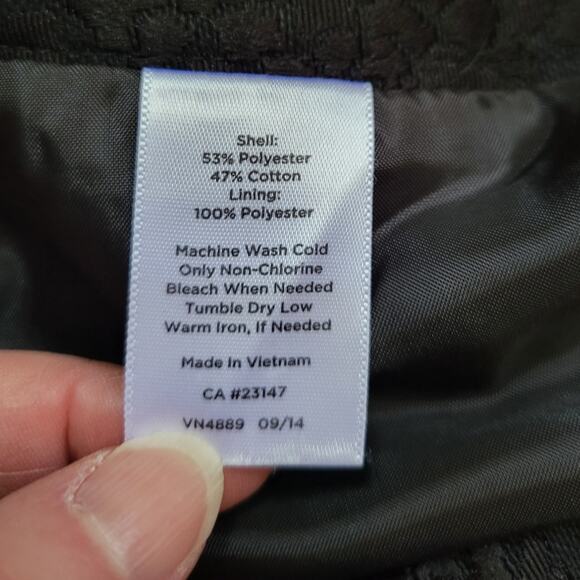 Shell:
53% Polyester
47% Cotton
Lining:
100% Polyester
Machine Wash Cold
Only Non-Chlorine
Bleach When Needed
Tumble Dry Low
Warm Iron, If Needed
Made In Vietnam
CA #23147
VN4889 09/14